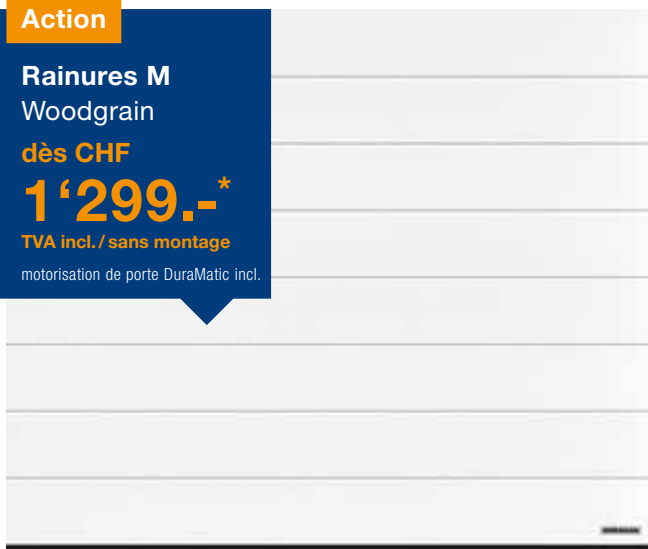 Action
Rainures M
Woodgrain
dès CHF
1‘299.-*
TVA incl. / sans montage
motorisation de porte DuraMatic incl.